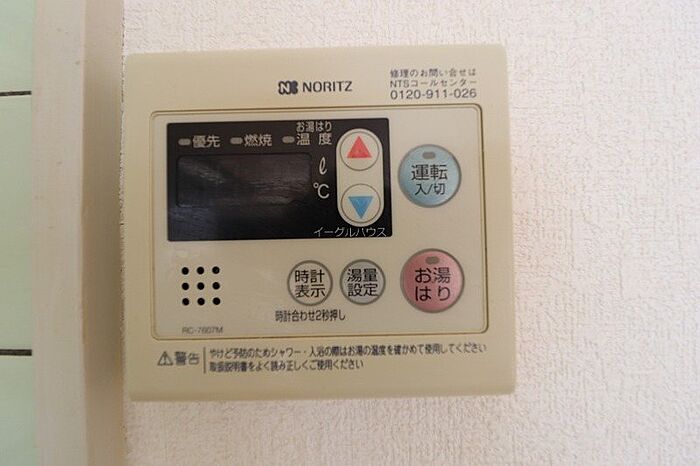 NORITZ
修理のお問い合せは
NTSコールセンター
0120-911-026
優先 燃焼 お湯はり
温度
ℓ
℃
運転
入/切
イーグルハウス
時計
表示
湯量
設定
お湯
はり
時計合わせ2秒押し
RC-7607M
警告
やけど予防のためシャワー・入浴の際はお湯の温度を確かめて使用してください
取扱説明書をよく読み正しくご使用ください